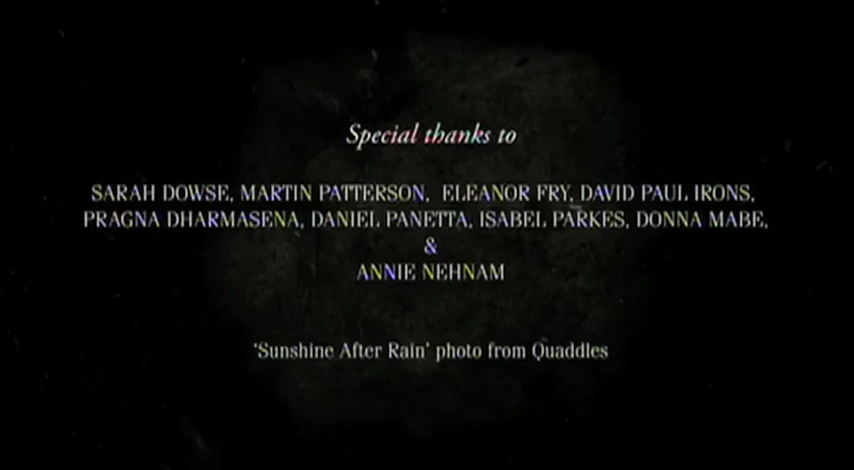 Special thanks to
SARAH DOWSE, MARTIN PATTERSON, ELEANOR FRY, DAVID PAUL IRONS,
PRAGNA DHARMASENA, DANIEL PANETTA, ISABEL PARKES, DONNA MABE,
&
ANNIE NEHNAM
'Sunshine After Rain' photo from Quaddles